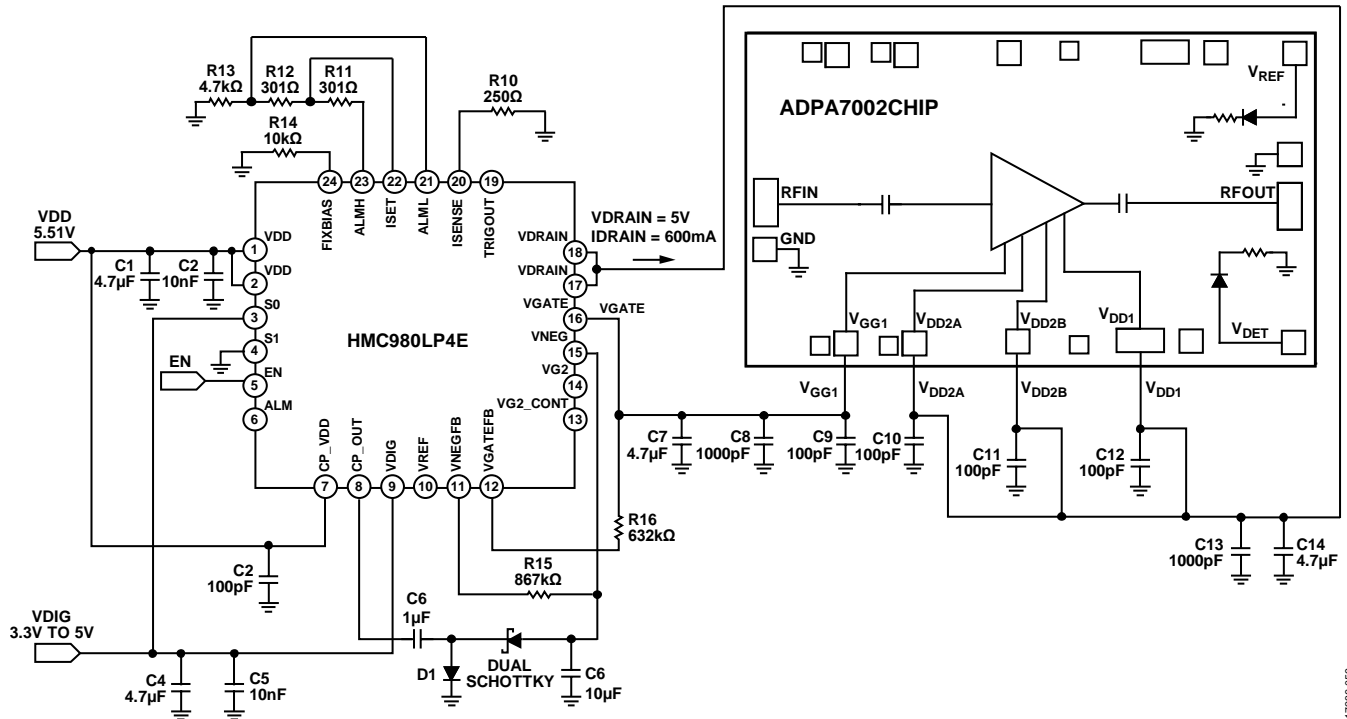 R13
4.7kΩ
R12
301Ω
R11
301Ω
R10
250Ω
R14
10kΩ
24
23
22
21
20
19
FIXBIAS
ALMH
ISET
ALML
ISENSE
TRIGOUT
VDD
5.51V
C1
4.7µF
C2
10nF
1
VDD
2
VDD
3
S0
4
S1
5
EN
6
ALM
EN
HMC980LP4E
VDRAIN
18
VDRAIN
17
VGATE
16
VGATE
VNEG
15
VG2
14
VG2_CONT
13
VDRAIN = 5V
IDRAIN = 600mA
CP_VDD
CP_OUT
VDIG
VREF
VNEGFB
VGATEFB
7
8
9
10
11
12
C2
100pF
VDIG
3.3V TO 5V
C4
4.7µF
C5
10nF
C6
1µF
D1
DUAL
SCHOTTKY
C6
10µF
R15
867kΩ
R16
632kΩ
C7
4.7µF
C8
1000pF
C9
100pF
C10
100pF
C11
100pF
C12
100pF
C13
1000pF
C14
4.7µF
ADPA7002CHIP
VREF
RFIN
RFOUT
GND
VGG1
VDD2A
VDD2B
VDD1
VDET
VGG1
VDD2A
VDD2B
VDD1